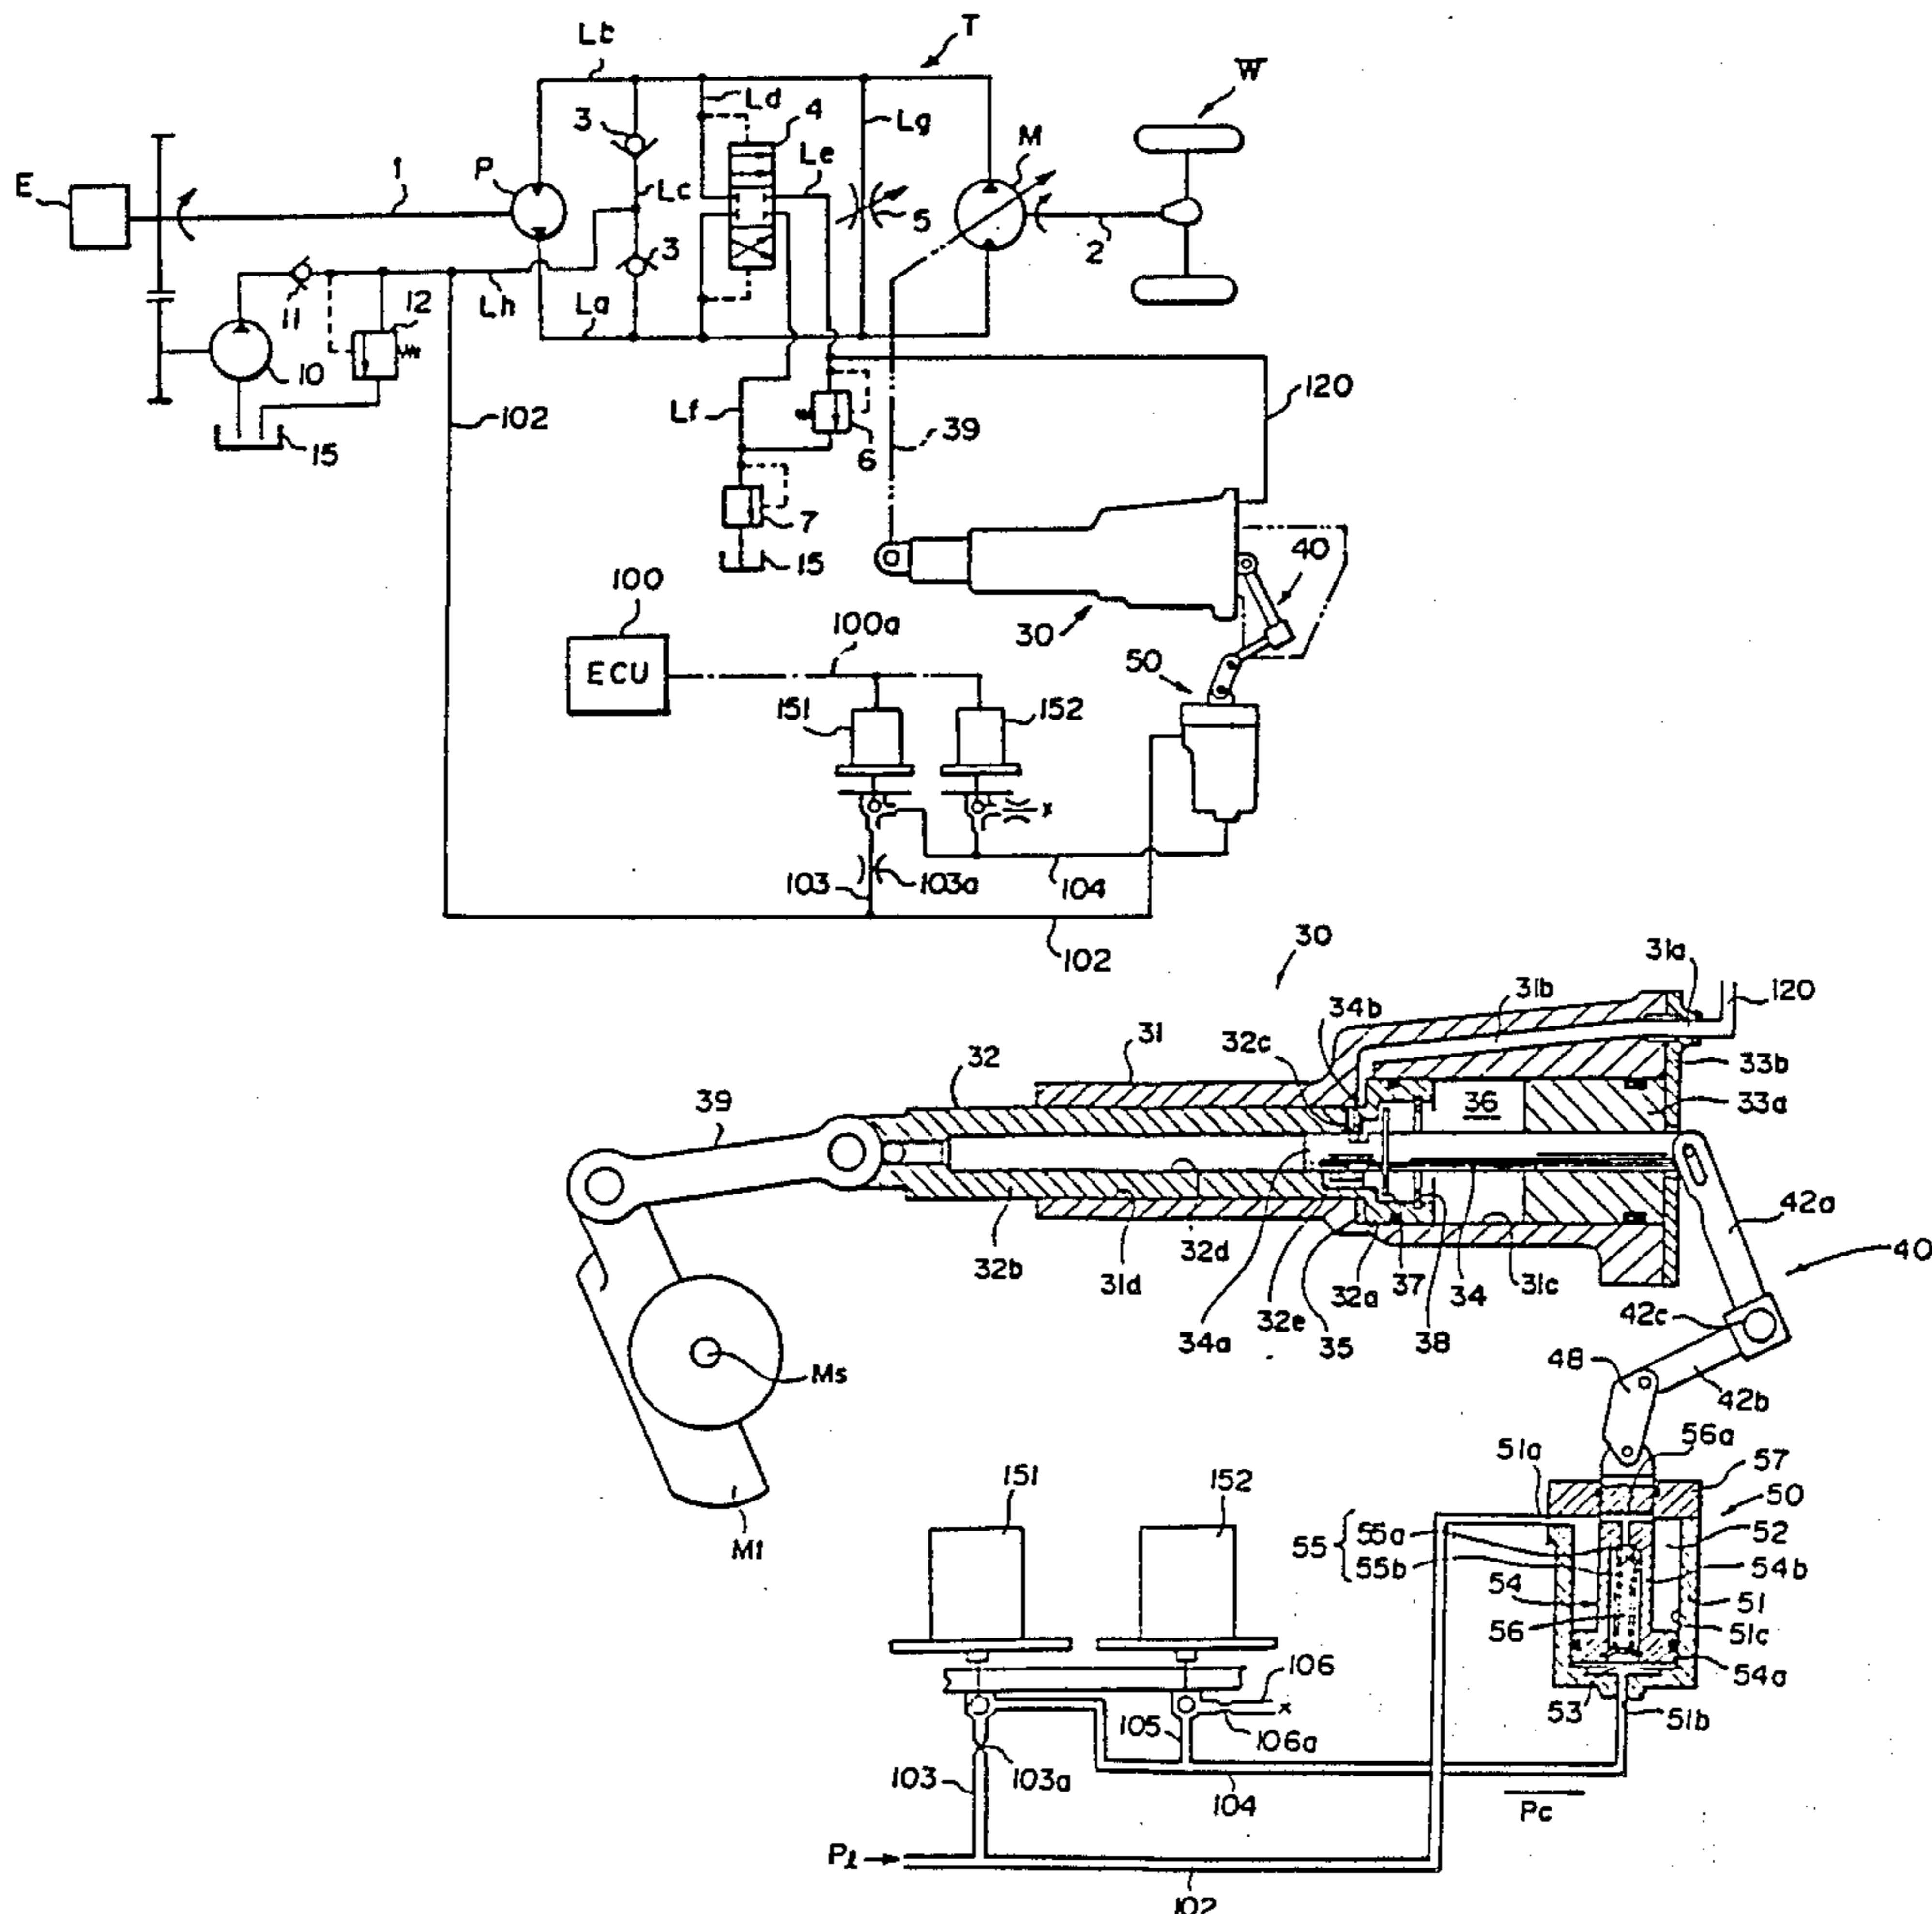 Lb
T
W
Ld
4
Lg
M
3
Le
E
1
P
Lc
5
2
3
11
Lh
La
12
10
102
Lf
6
39
120
15
7
15
40
100
100a
30
ECU
50
151
152
x
103
103a
104
102
30
31a
31b
120
34b
31
32c
33b
32
36
33a
39
42a
32d
40
32b
31d
32a
37
31c
34
32e
42c
34a
35
38
Ms
48
42b
56a
51a
57
151
152
50
55
55a
52
M1
55b
54b
54
51
56
51c
106
54a
53
x
105
51b
106a
103
103a
104
Pc
Pl
102